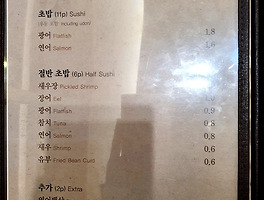 초밥 (11p) Sushi
광어 Flatfish 1,8
연어 Salmon 1,6
절반 초밥 (6p) Half Sushi
새우장 Pickled Shrimp
장어 Eel
광어 Flatfish 0,9
참치 Tuna 0,8
연어 Salmon 0,8
새우 Shrimp 0,6
유부 Fried Bean Curd 0,6
추가 (2p) Extra